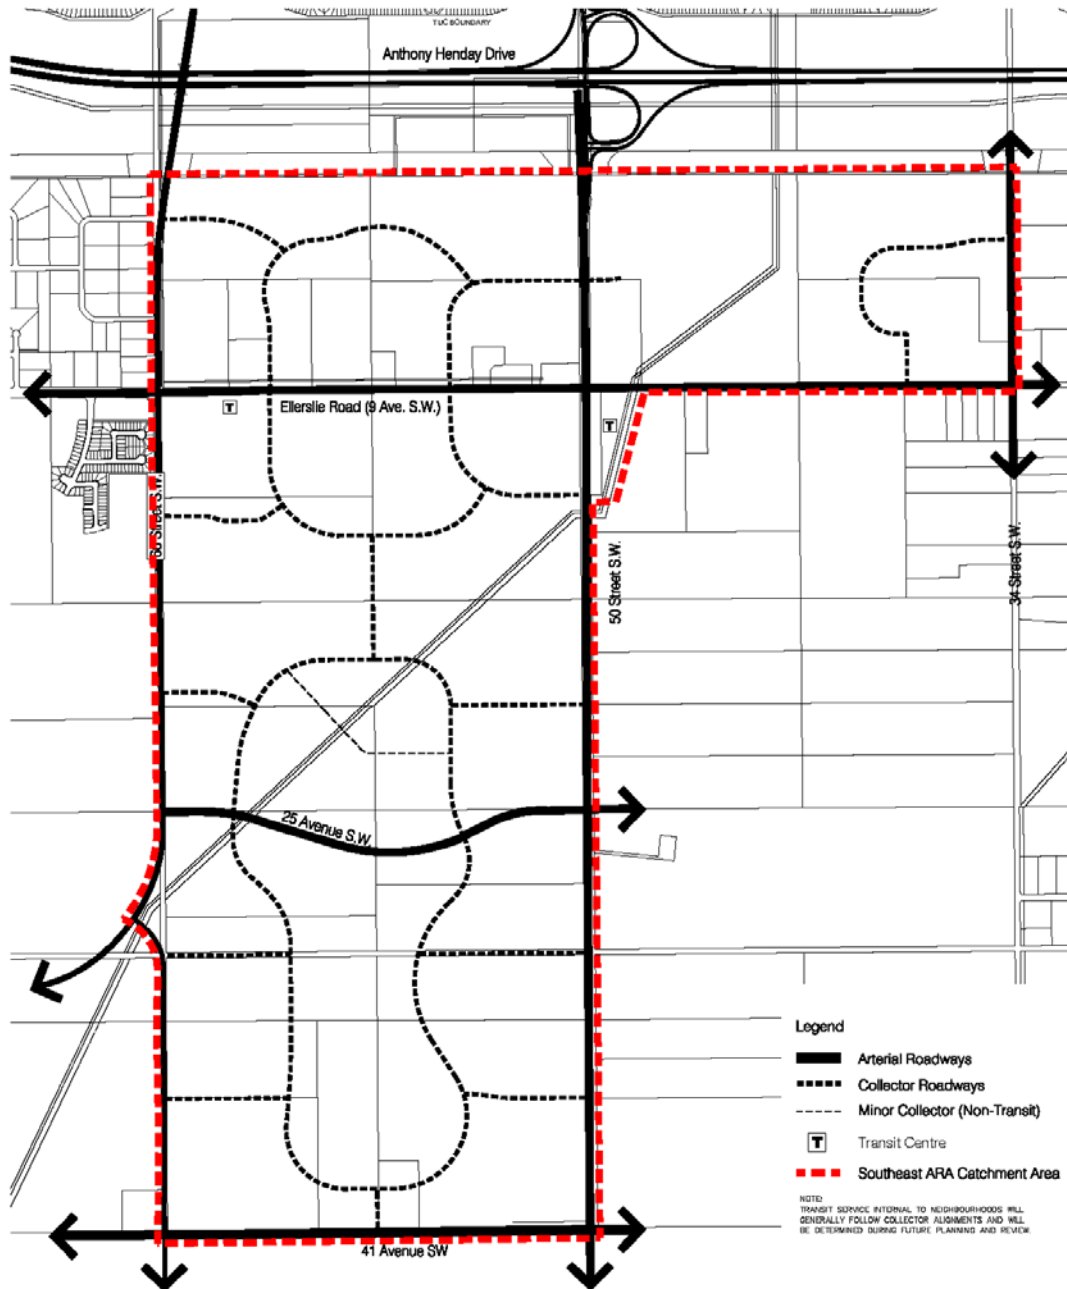 TUC BOUNDARY
Anthony Henday Drive
T
Ellerslie Road (9 Ave. S.W.)
T
66 Street S.W.
50 Street S.W.
34 Street S.W.
25 Avenue S.W.
Legend
Arterial Roadways
Collector Roadways
Minor Collector (Non-Transit)
T Transit Centre
Southeast ARA Catchment Area
NOTE:
TRANSIT SERVICE INTERNAL TO NEIGHBOURHOODS WILL
GENERALLY FOLLOW COLLECTOR ALIGNMENTS AND WILL
BE DETERMINED DURING FUTURE PLANNING AND REVIEW.
41 Avenue SW